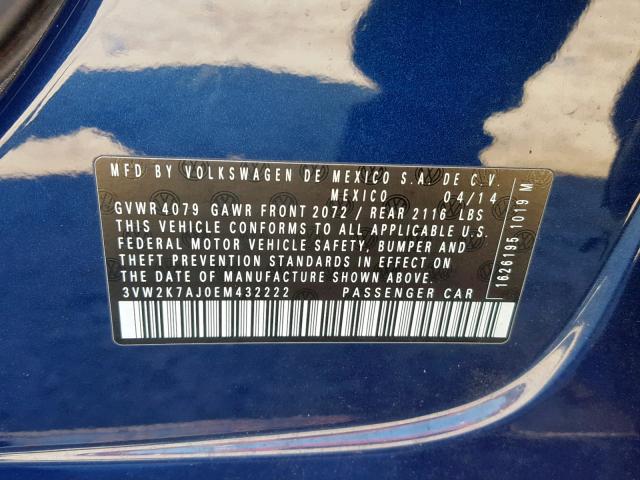 MFD BY VOLKSWAGEN DE MEXICO S.A. DE C.V.
MEXICO 04/14
GVWR 4079 GAWR FRONT 2072 / REAR 2116 LBS
THIS VEHICLE CONFORMS TO ALL APPLICABLE U.S.
FEDERAL MOTOR VEHICLE SAFETY, BUMPER AND
THEFT PREVENTION STANDARDS IN EFFECT ON
THE DATE OF MANUFACTURE SHOWN ABOVE.
3VW2K7AJ0EM432222 PASSENGER CAR
1626195 1019 M